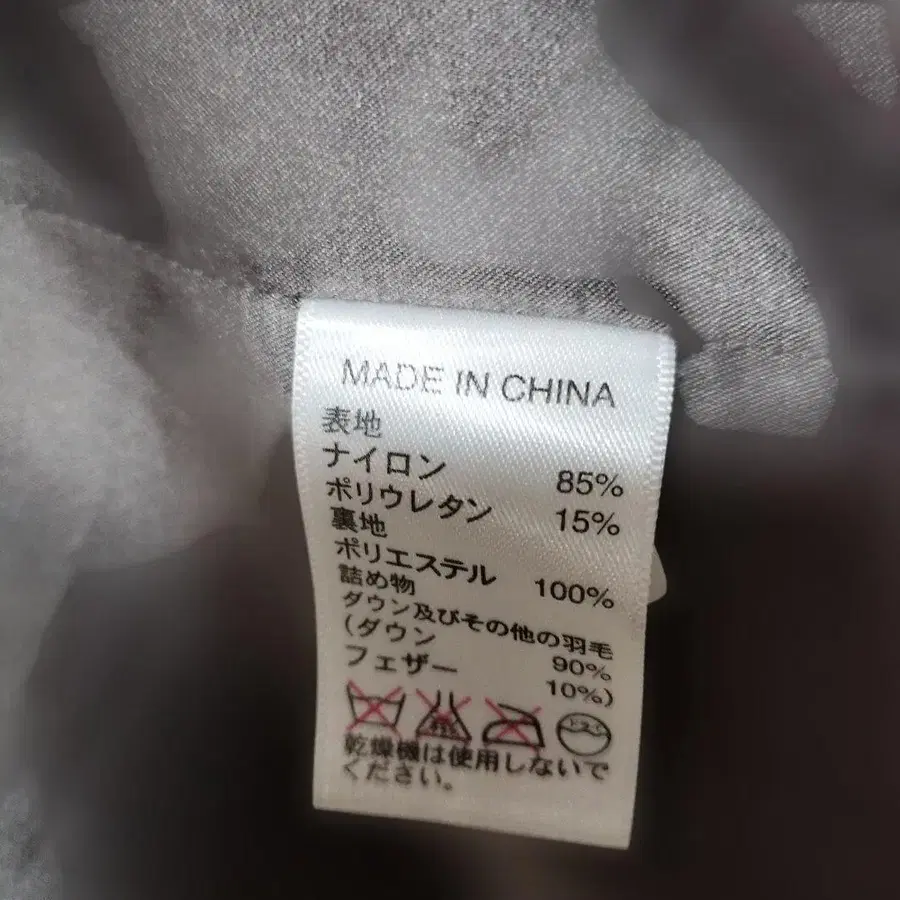 MADE IN CHINA
表地
ナイロン 85%
ポリウレタン 15%
裏地
ポリエステル 100%
詰め物
ダウン及びその他の羽毛
(ダウン 90%
フェザー 10%)
乾燥機は使用しないで
ください。